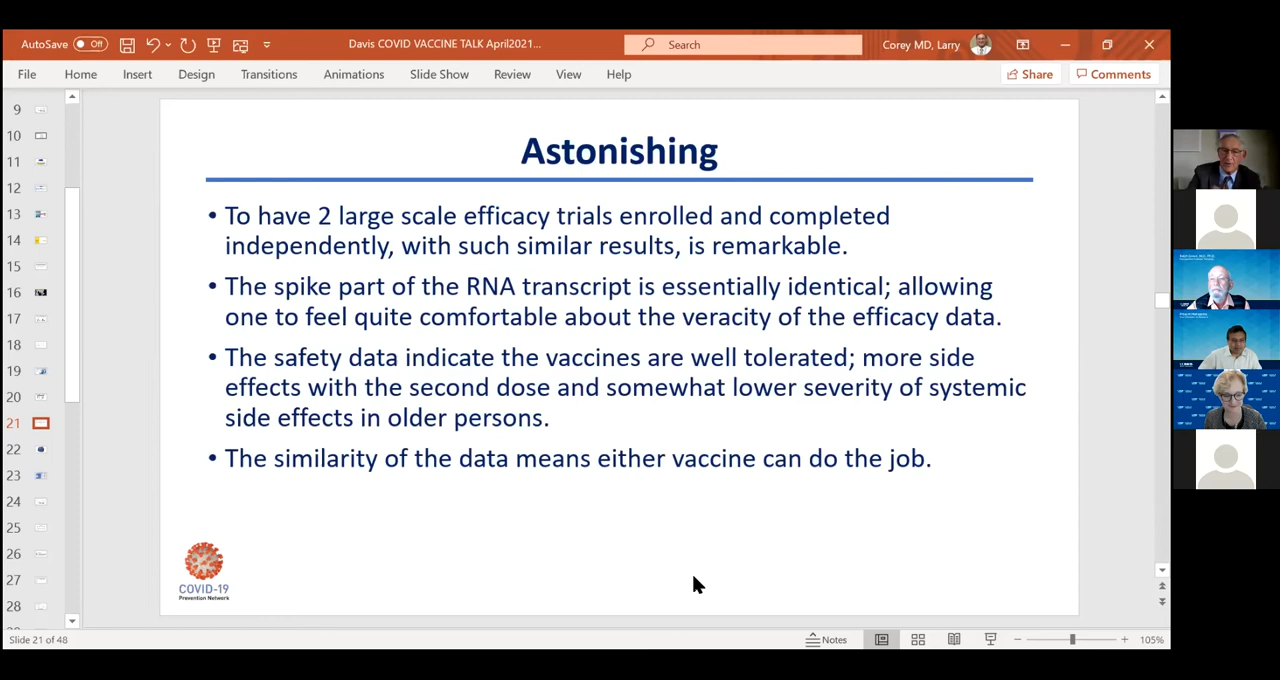 AutoSave Off
Davis COVID VACCINE TALK April2021...
Search
Corey MD, Larry
File Home Insert Design Transitions Animations Slide Show Review View Help
Share Comments
9
10
11
12
13
14
15
16
17
18
19
20
21
22
23
24
25
26
27
28
Astonishing
• To have 2 large scale efficacy trials enrolled and completed
independently, with such similar results, is remarkable.
• The spike part of the RNA transcript is essentially identical; allowing
one to feel quite comfortable about the veracity of the efficacy data.
• The safety data indicate the vaccines are well tolerated; more side
effects with the second dose and somewhat lower severity of systemic
side effects in older persons.
• The similarity of the data means either vaccine can do the job.
COVID-19
Prevention Network
Slide 21 of 48
Notes
105%